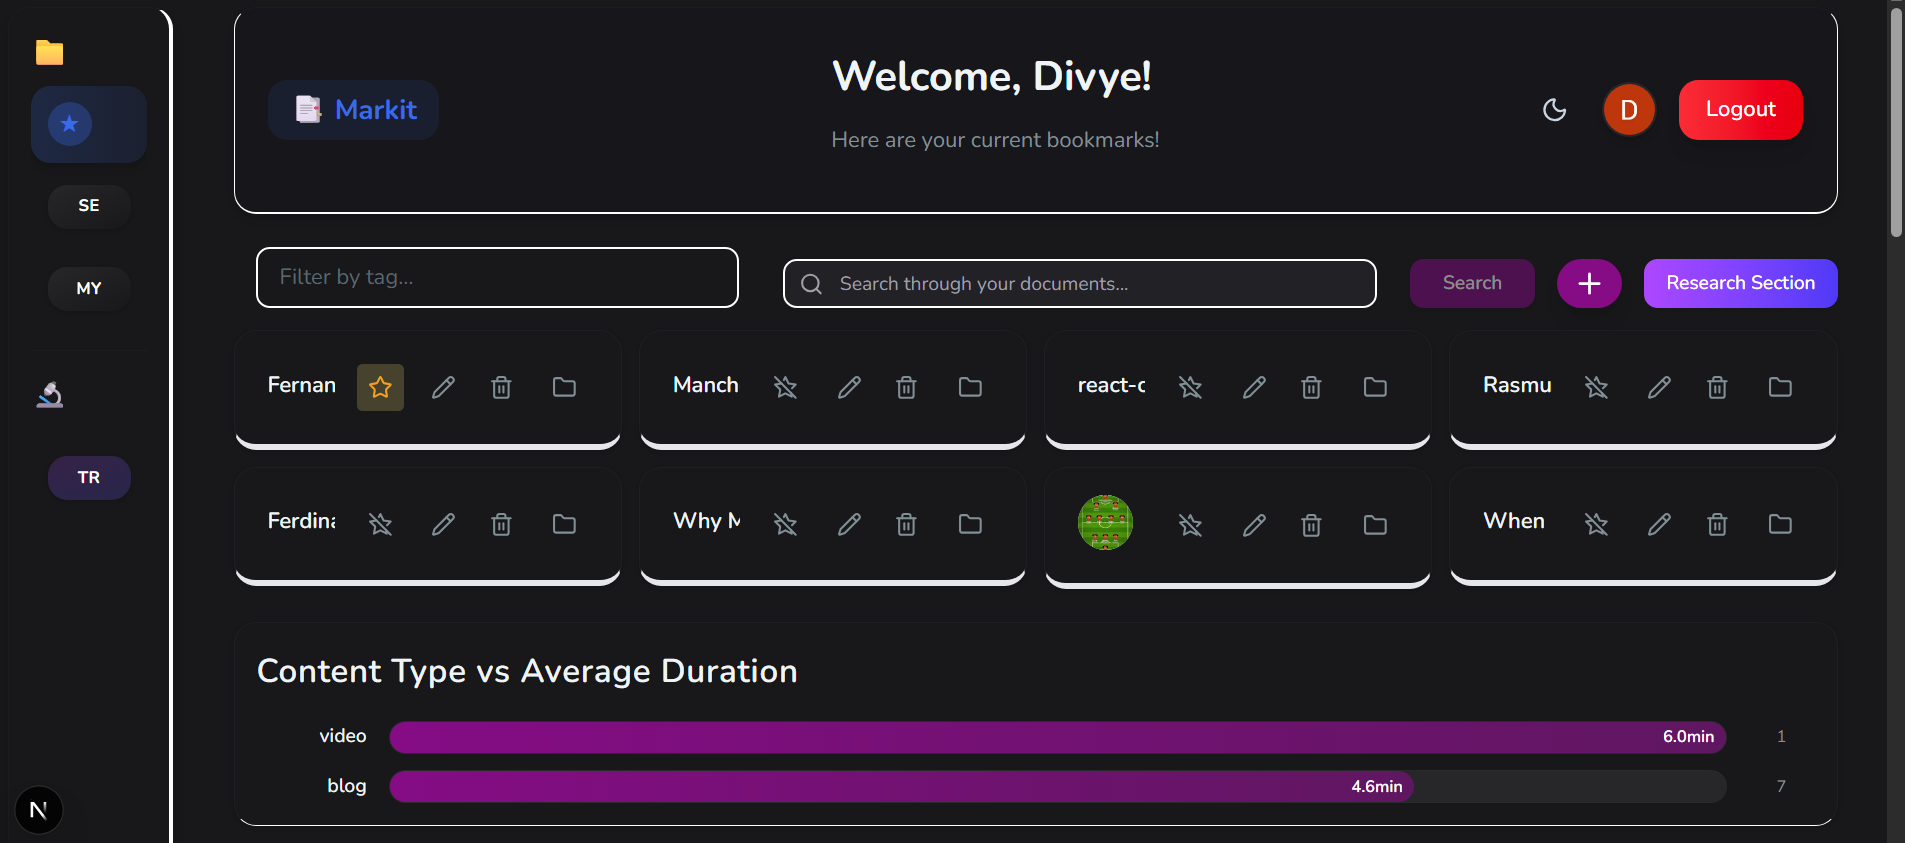 Markit
Welcome, Divye!
Here are your current bookmarks!
D
Logout
SE
MY
TR
Filter by tag...
Search through your documents...
Search
Research Section
Fernan
Manch
react-c
Rasmu
Ferdina
Why M
When
Content Type vs Average Duration
video 6.0min 1
blog 4.6min 7
N